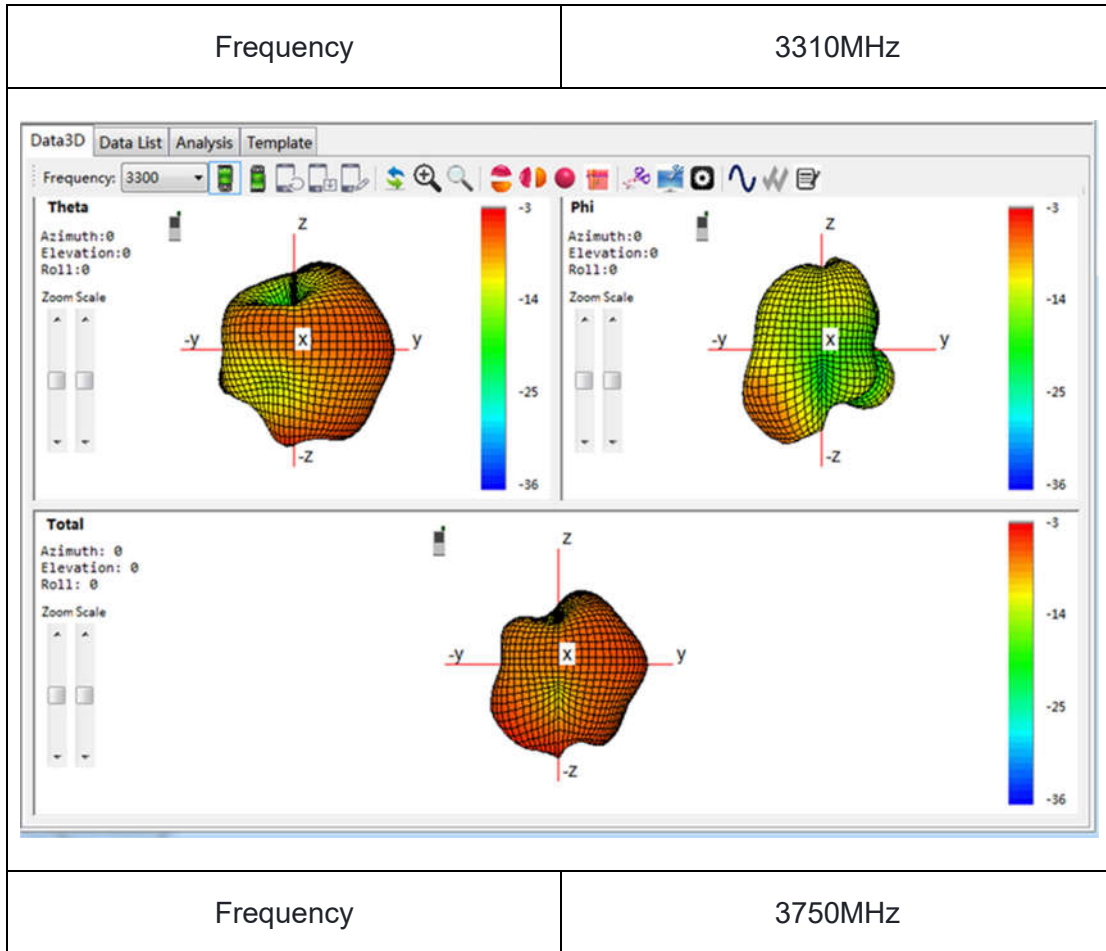 Frequency 3310MHz
Data3D Data List Analysis Template
Frequency: 3300
Theta
Azimuth:0
Elevation:0
Roll:0
Zoom Scale
z
-y
x
y
-z
-3
-14
-25
-36
Phi
Azimuth:0
Elevation:0
Roll:0
Zoom Scale
z
-y
x
y
-z
-3
-14
-25
-36
Total
Azimuth: 0
Elevation: 0
Roll: 0
Zoom Scale
z
-y
x
y
-z
-3
-14
-25
-36
Frequency 3750MHz